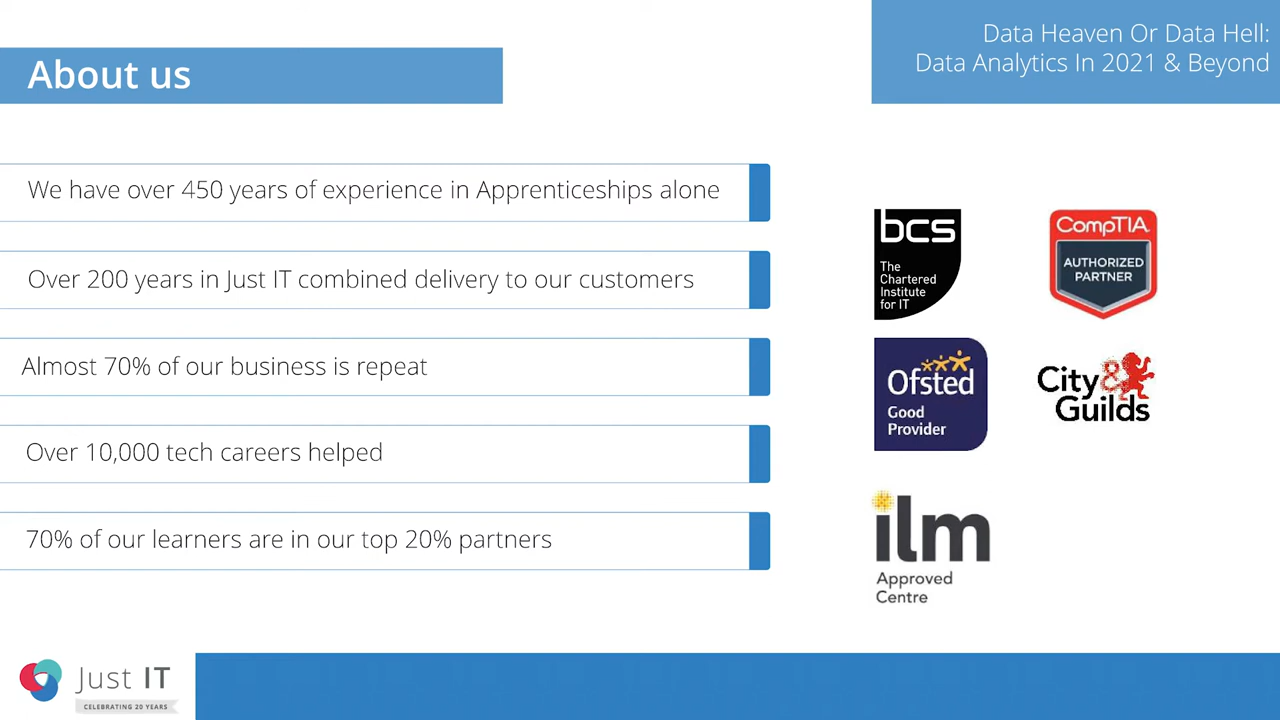 Data Heaven Or Data Hell:
Data Analytics In 2021 & Beyond
About us
We have over 450 years of experience in Apprenticeships alone
Over 200 years in Just IT combined delivery to our customers
Almost 70% of our business is repeat
Over 10,000 tech careers helped
70% of our learners are in our top 20% partners
bcs
The
Chartered
Institute
for IT
CompTIA.
AUTHORIZED
PARTNER
Ofsted
Good
Provider
City&
Guilds
ilm
Approved
Centre
Just IT
CELEBRATING 20 YEARS